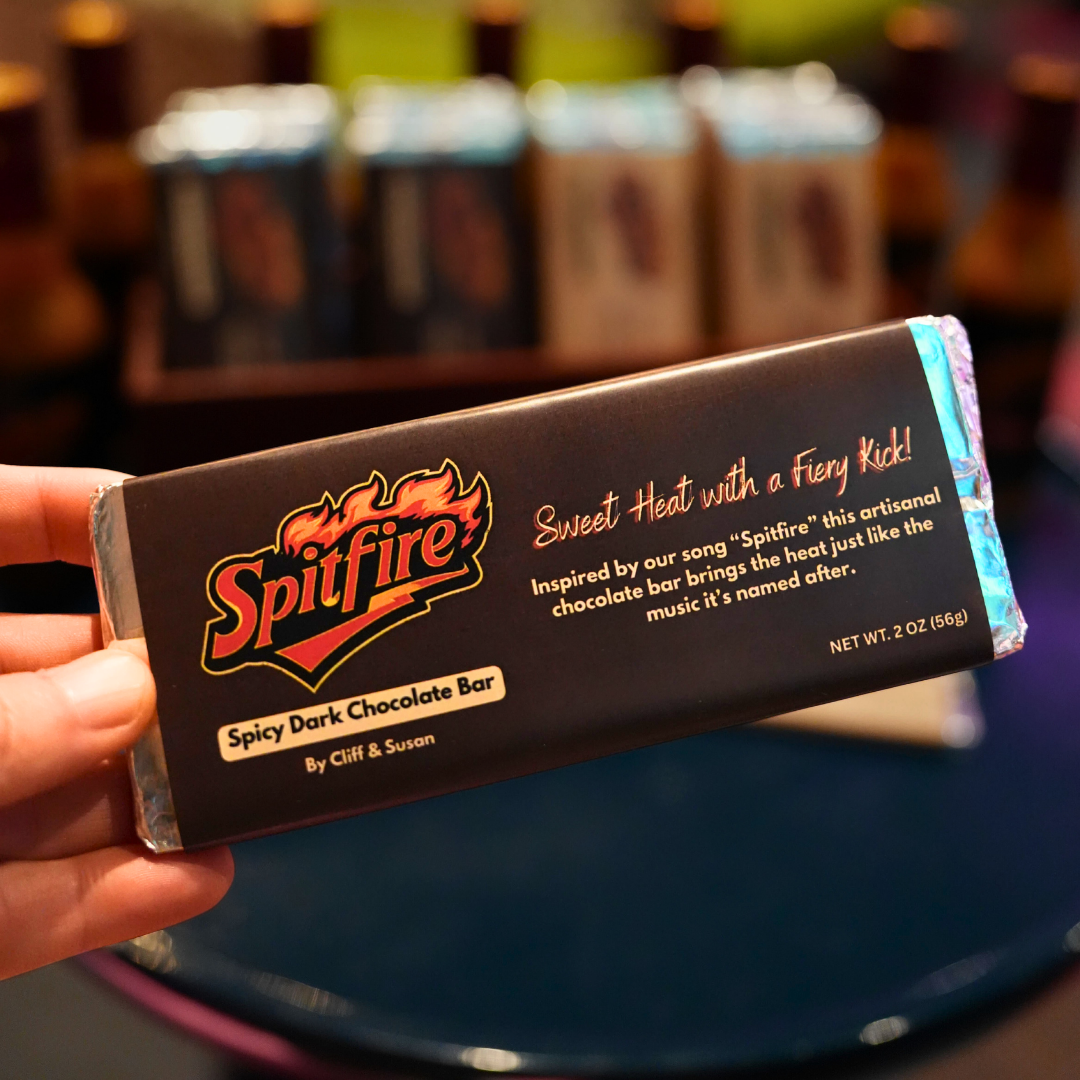 Spitfire
Spicy Dark Chocolate Bar
By Cliff & Susan
Sweet Heat with a Fiery Kick!
Inspired by our song “Spitfire” this artisanal
chocolate bar brings the heat just like the
music it’s named after.
NET WT. 2 OZ (56g)